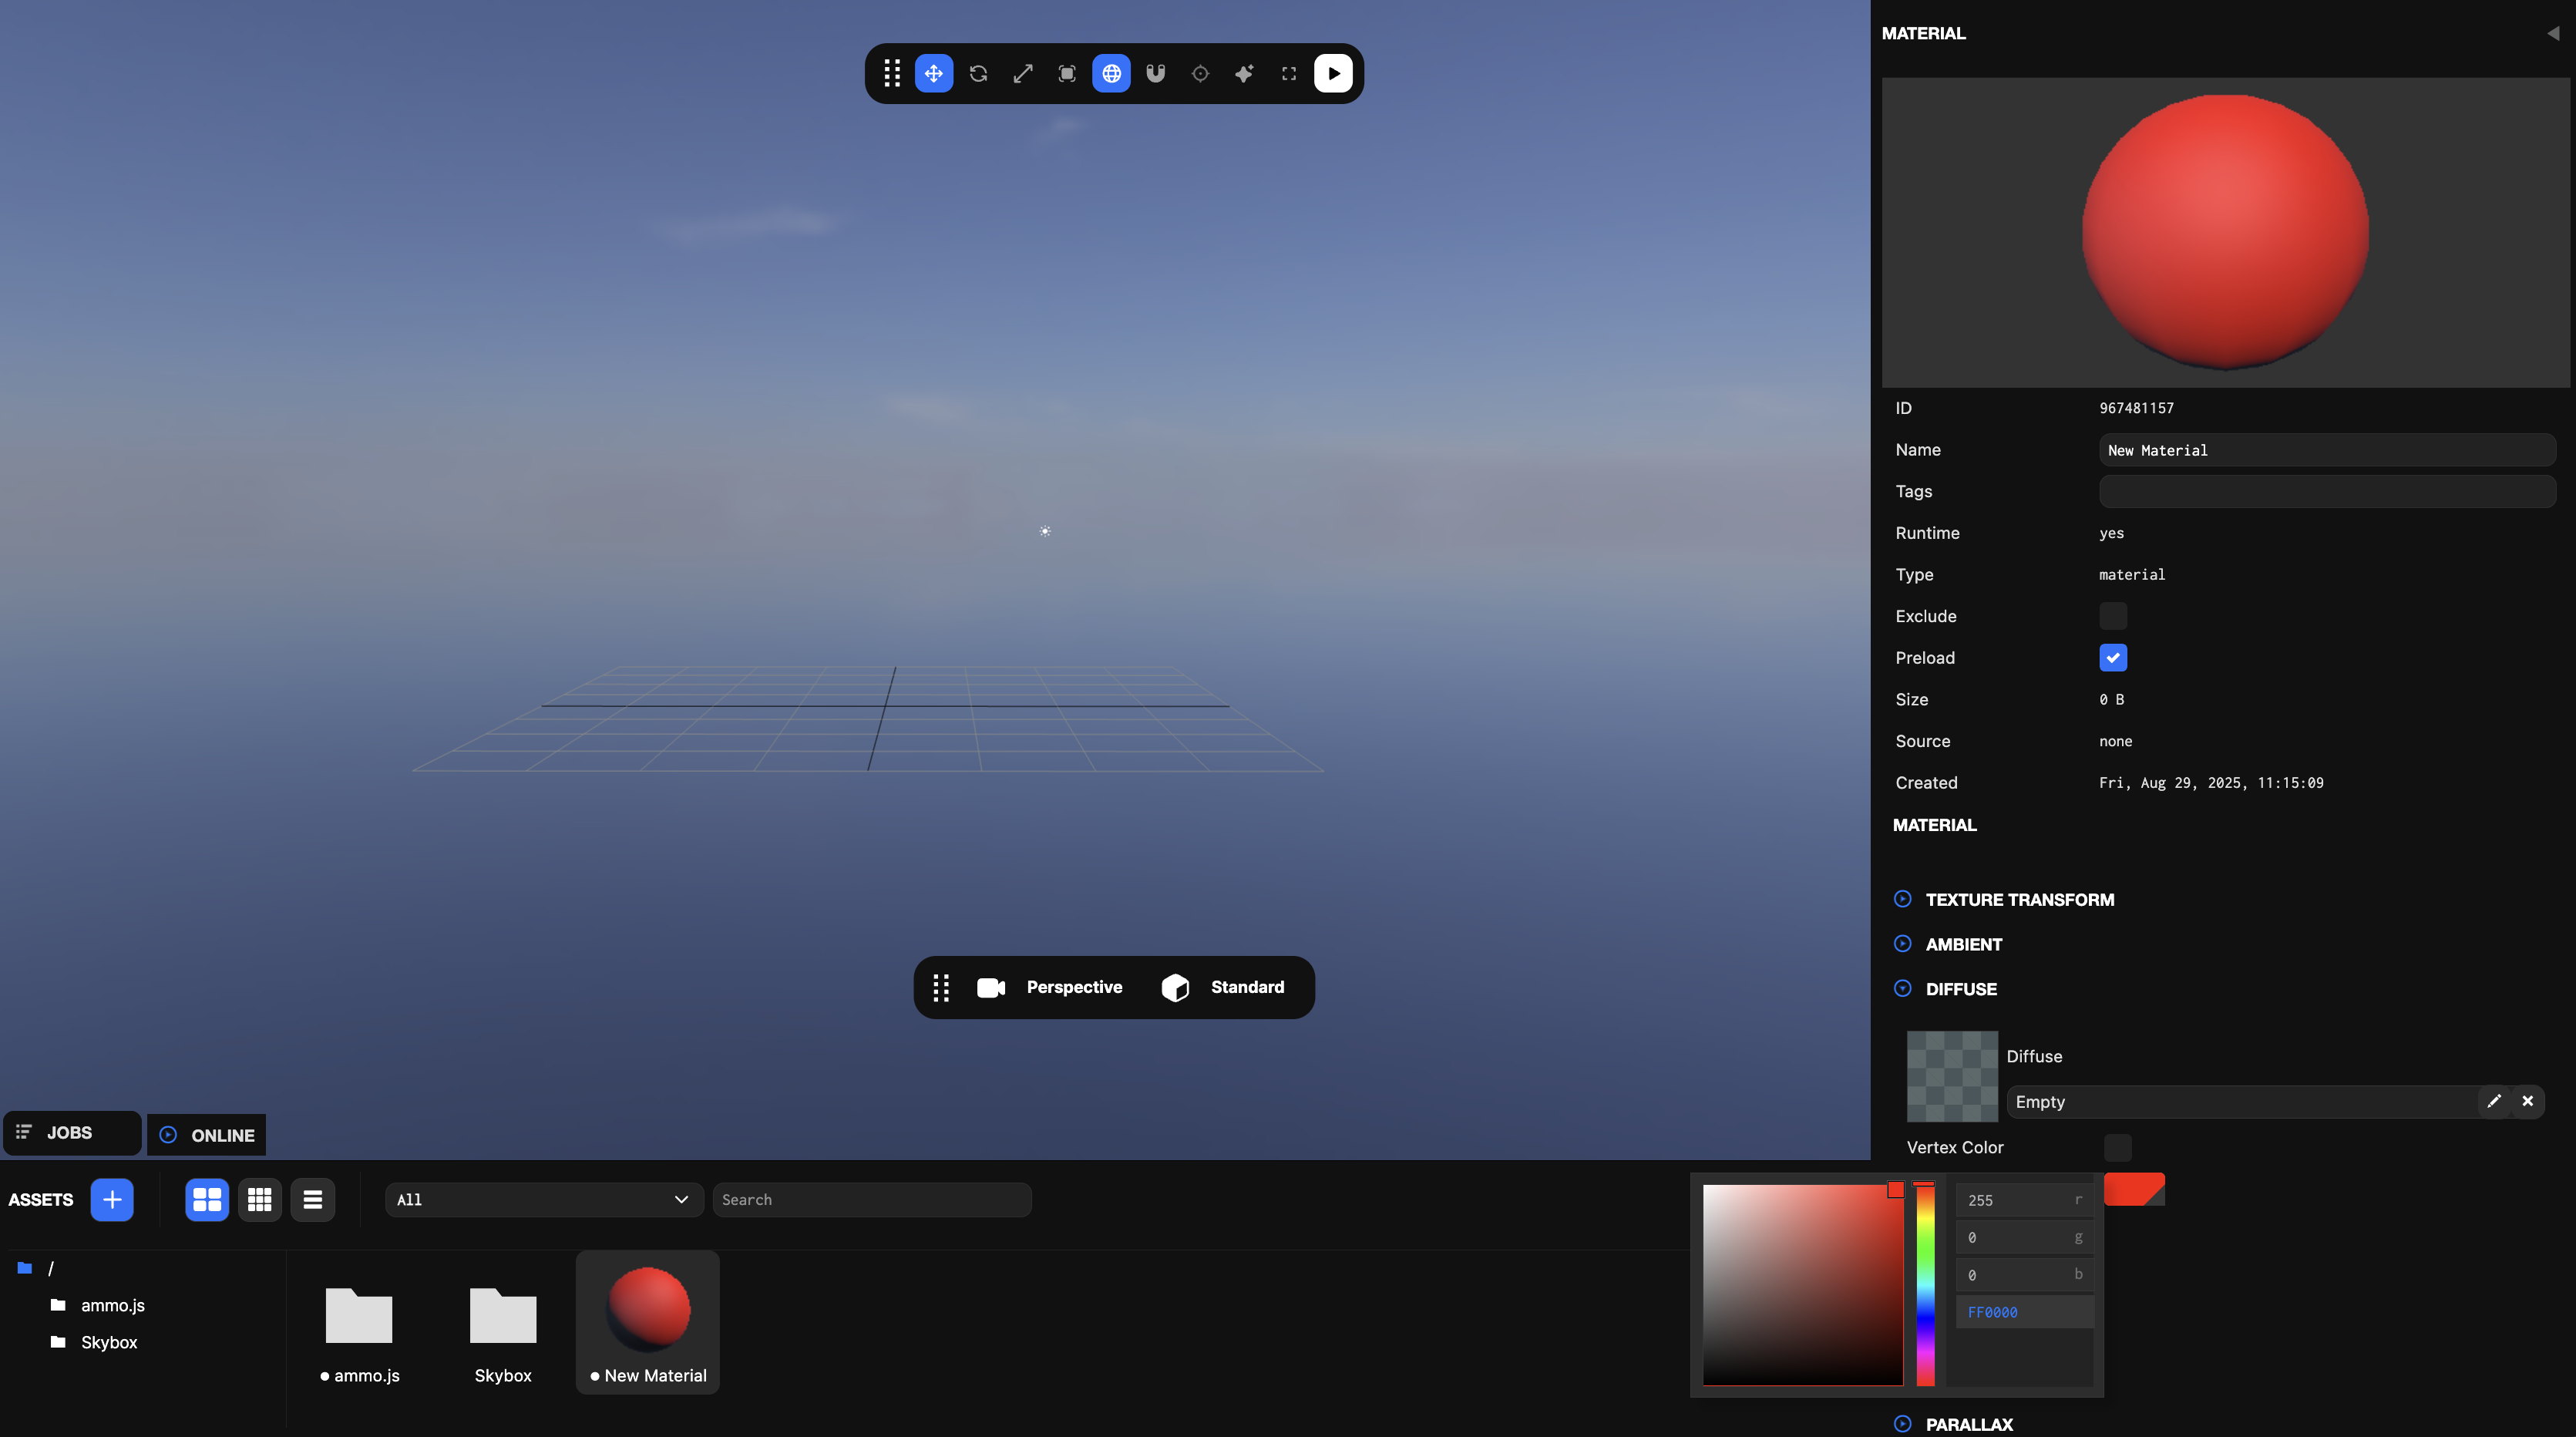 MATERIAL
ID 967481157
Name New Material
Tags
Runtime yes
Type material
Exclude
Preload
Size 0 B
Source none
Created Fri, Aug 29, 2025, 11:15:09
MATERIAL
TEXTURE TRANSFORM
AMBIENT
DIFFUSE
Diffuse
Empty
Vertex Color
Perspective Standard
JOBS ONLINE
ASSETS All Search
/
ammo.js
Skybox
ammo.js Skybox New Material
255 r
0 g
0 b
FF0000
PARALLAX